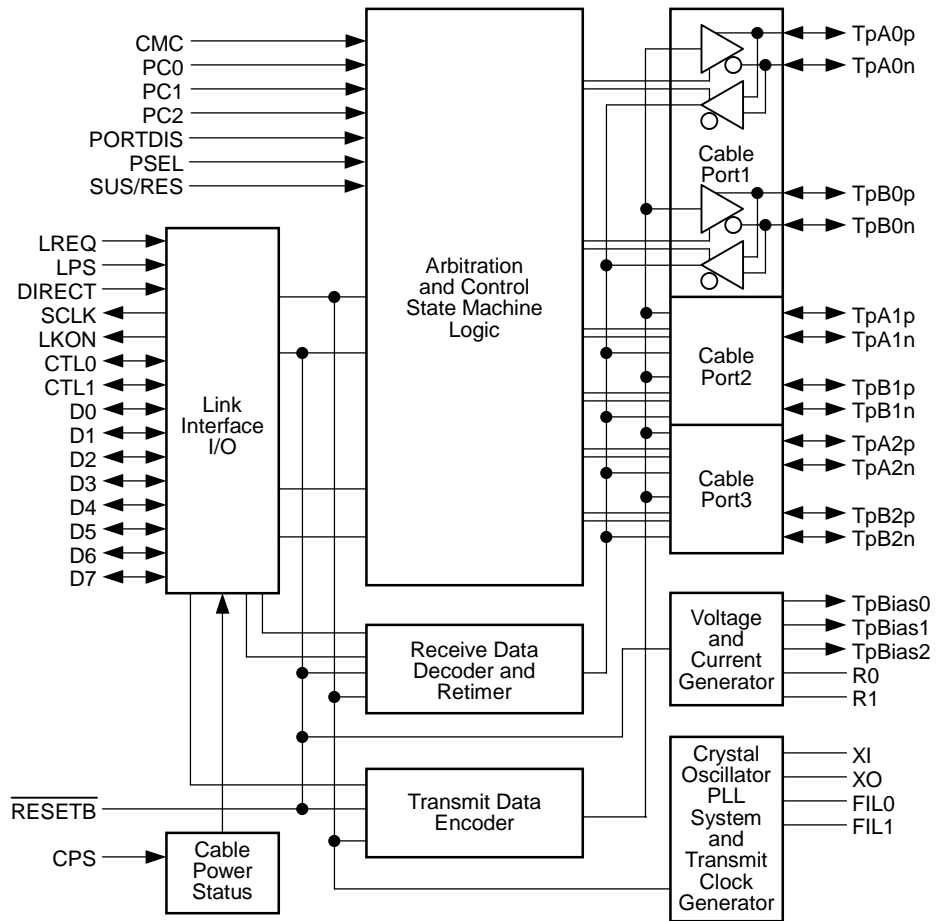 CMC
PC0
PC1
PC2
PORTDIS
PSEL
SUS/RES
LREQ
LPS
DIRECT
SCLK
LKON
CTL0
CTL1
D0
D1
D2
D3
D4
D5
D6
D7
RESETB
CPS
Link
Interface
I/O
Cable
Power
Status
Arbitration
and Control
State Machine
Logic
Receive Data
Decoder and
Retimer
Transmit Data
Encoder
Cable
Port1
Cable
Port2
Cable
Port3
Voltage
and
Current
Generator
Crystal
Oscillator
PLL
System
and
Transmit
Clock
Generator
TpA0p
TpA0n
TpB0p
TpB0n
TpA1p
TpA1n
TpB1p
TpB1n
TpA2p
TpA2n
TpB2p
TpB2n
TpBias0
TpBias1
TpBias2
R0
R1
XI
XO
FIL0
FIL1